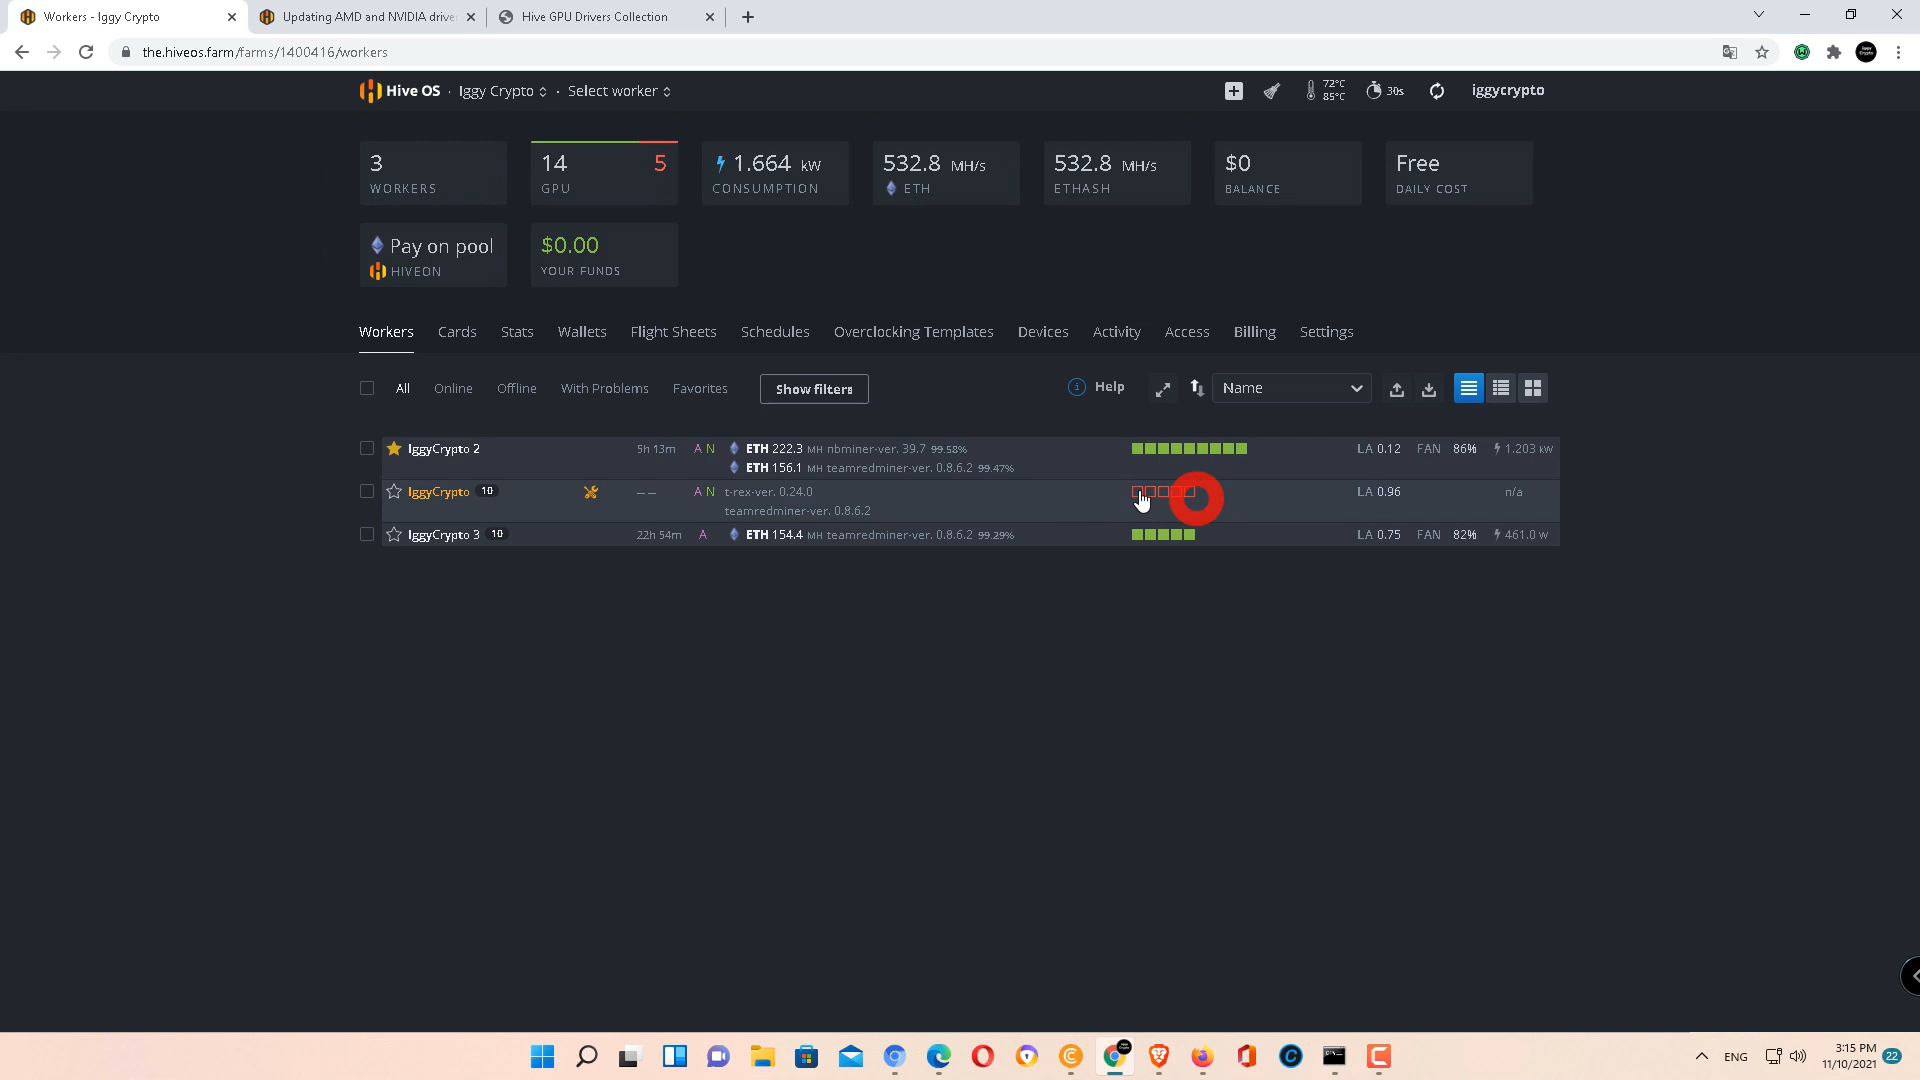 Workers - Iggy Crypto
Updating AMD and NVIDIA drive
Hive GPU Drivers Collection
the.hiveos.farm/farms/1400416/workers
Hive OS · Iggy Crypto · Select worker
72°C
85°C
30s
iggycrypto
3
WORKERS
14 5
GPU
1.664 kW
CONSUMPTION
532.8 MH/s
ETH
532.8 MH/s
ETHASH
$0
BALANCE
Free
DAILY COST
Pay on pool
HIVEON
$0.00
YOUR FUNDS
Workers Cards Stats Wallets Flight Sheets Schedules Overclocking Templates Devices Activity Access Billing Settings
All Online Offline With Problems Favorites Show filters Help Name
IggyCrypto 2 5h 13m A N ETH 222.3 MH nbminer-ver. 39.7 99.58% LA 0.12 FAN 86% 1.203 kW
ETH 156.1 MH teamredminer-ver. 0.8.6.2 99.47%
IggyCrypto 10 -- A N t-rex-ver. 0.24.0 LA 0.96 n/a
teamredminer-ver. 0.8.6.2
IggyCrypto 3 10 22h 54m A ETH 154.4 MH teamredminer-ver. 0.8.6.2 99.29% LA 0.75 FAN 82% 461.0 W
ENG
3:15 PM
11/10/2021
22